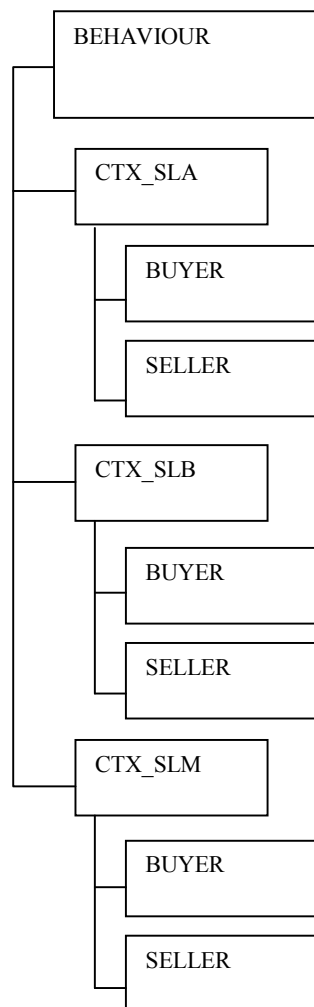 BEHAVIOUR
CTX_SLA
BUYER
SELLER
CTX_SLB
BUYER
SELLER
CTX_SLM
BUYER
SELLER